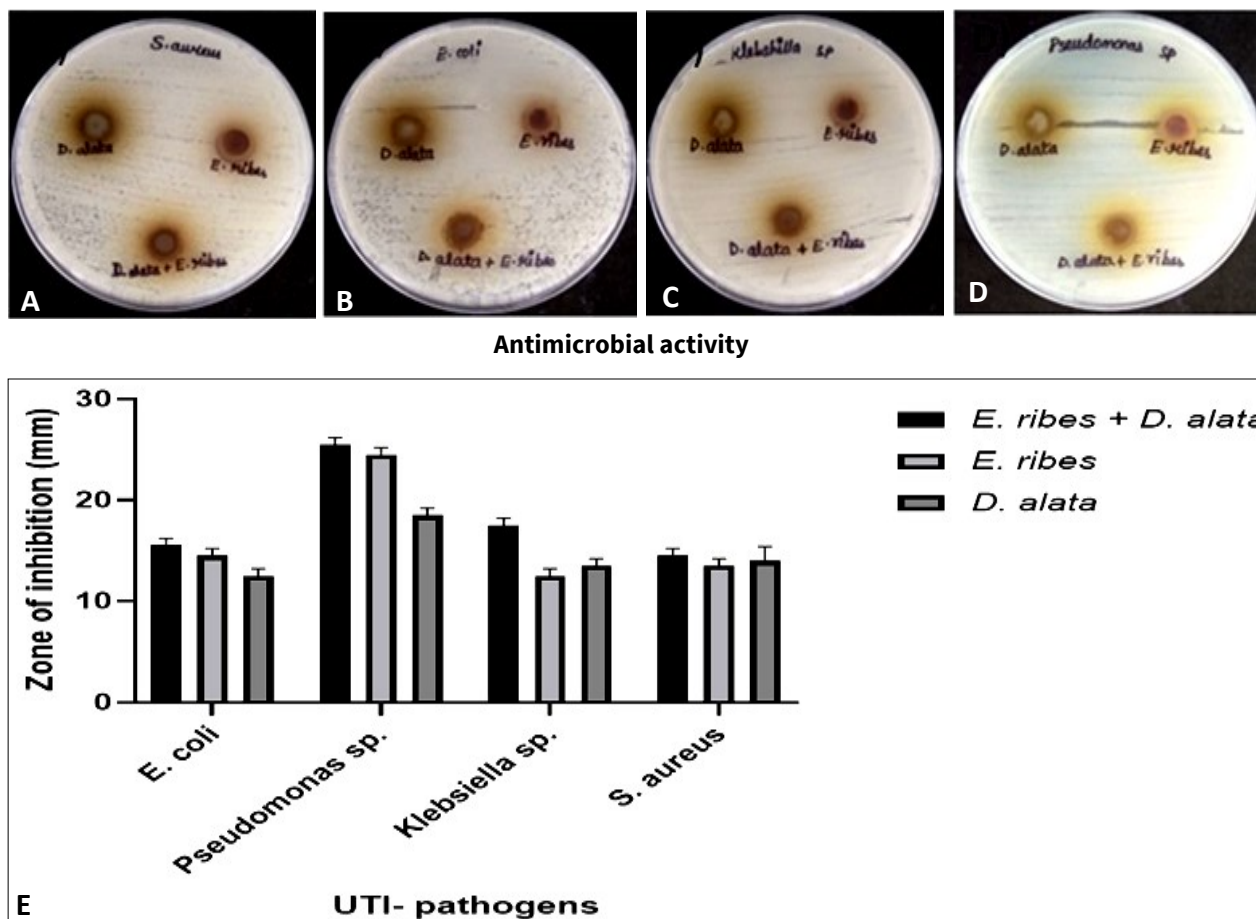 S. aureus
D. alata
E. ribes
D. alata + E. ribes
A
E. coli
D. alata
E. ribes
D. alata + E. ribes
B
Klebshilla sp
D. alata
E. ribes
D. alata + E. ribes
C
Pseudomonas sp
D. alata
E. ribes
D. alata + E. ribes
D
Antimicrobial activity
30
20
10
0
Zone of inhibition (mm)
E. ribes + D. alata
E. ribes
D. alata
E. coli
Pseudomonas sp.
Klebsiella sp.
S. aureus
E
UTI- pathogens